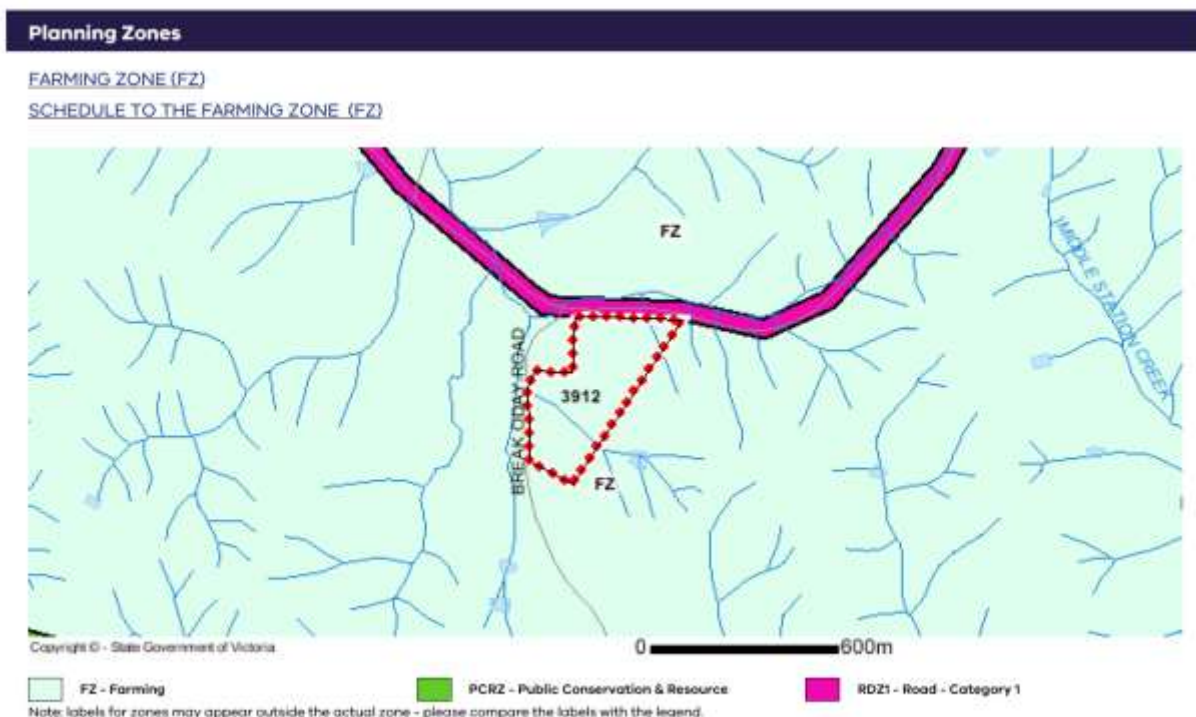 Planning Zones
FARMING ZONE (FZ)
SCHEDULE TO THE FARMING ZONE (FZ)
FZ
MIDDLE STATION CREEK
BREAK ODAY ROAD
3912
FZ
Copyright © - State Government of Victoria
0 600m
FZ - Farming
PCRZ - Public Conservation & Resource
RDZ1 - Road - Category 1
Note: labels for zones may appear outside the actual zone - please compare the labels with the legend.